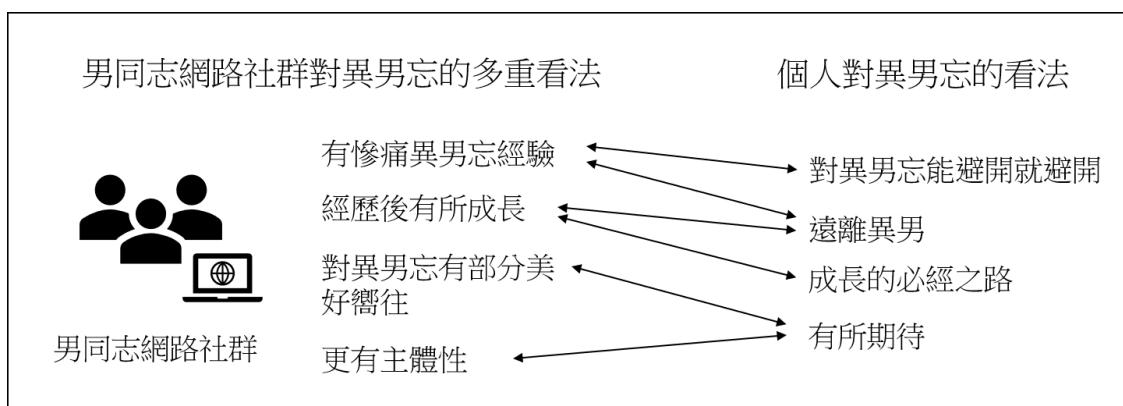 男同志網路社群對異男忘的多重看法
個人對異男忘的看法
有慘痛異男忘經驗
經歷後有所成長
對異男忘有部分美
好嚮往
更有主體性
男同志網路社群
對異男忘能避開就避開
遠離異男
成長的必經之路
有所期待